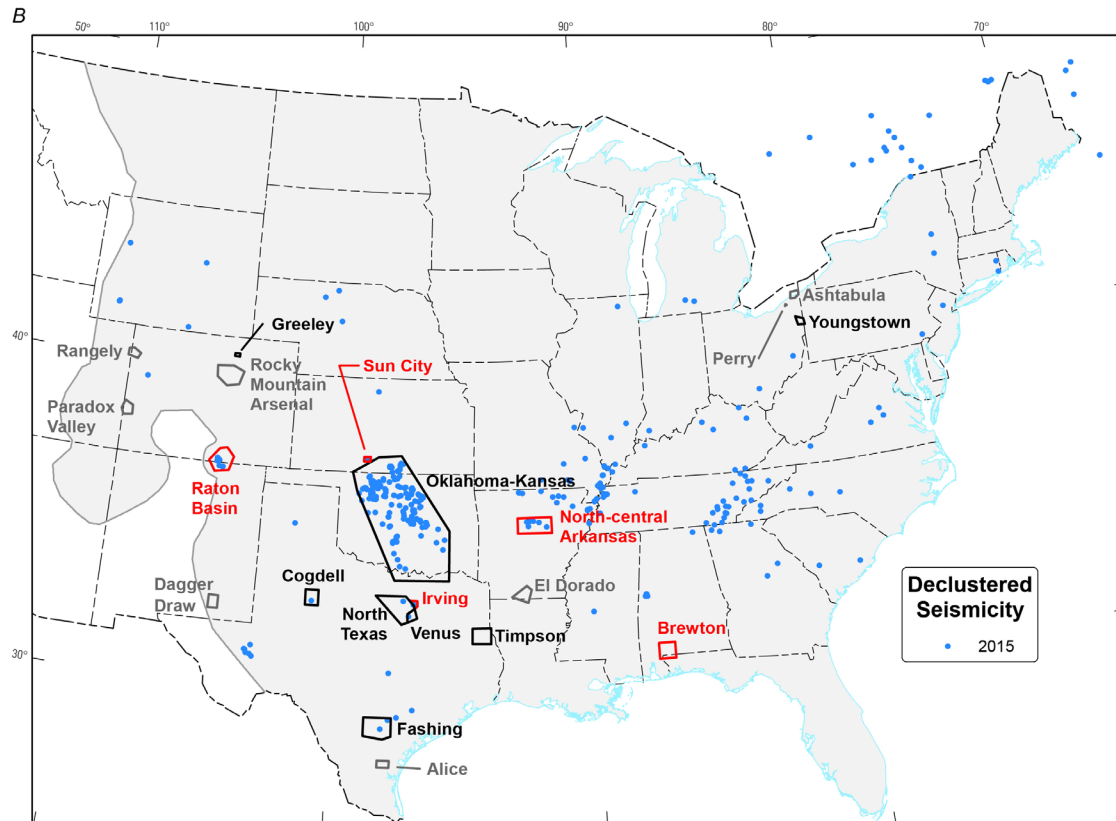 B
50°
110°
100°
90°
80°
70°
40°
30°
Ashtabula
Youngstown
Perry
Greeley
Rangely
Rocky
Mountain
Arsenal
Sun City
Paradox
Valley
Raton
Basin
Oklahoma-Kansas
North-central
Arkansas
Dagger
Draw
Cogdell
El Dorado
Irving
North
Texas
Venus
Timpson
Brewton
Fashing
Alice
Declustered
Seismicity
2015